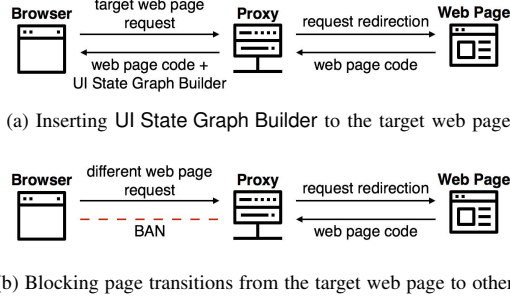 target web page
Browser
request
Proxy
request redirection
Web Page
web page code +
UI State Graph Builder
web page code
(a) Inserting UI State Graph Builder to the target web page
Browser
different web page
request
Proxy
request redirection
Web Page
BAN
web page code
(b) Blocking page transitions from the target web page to other